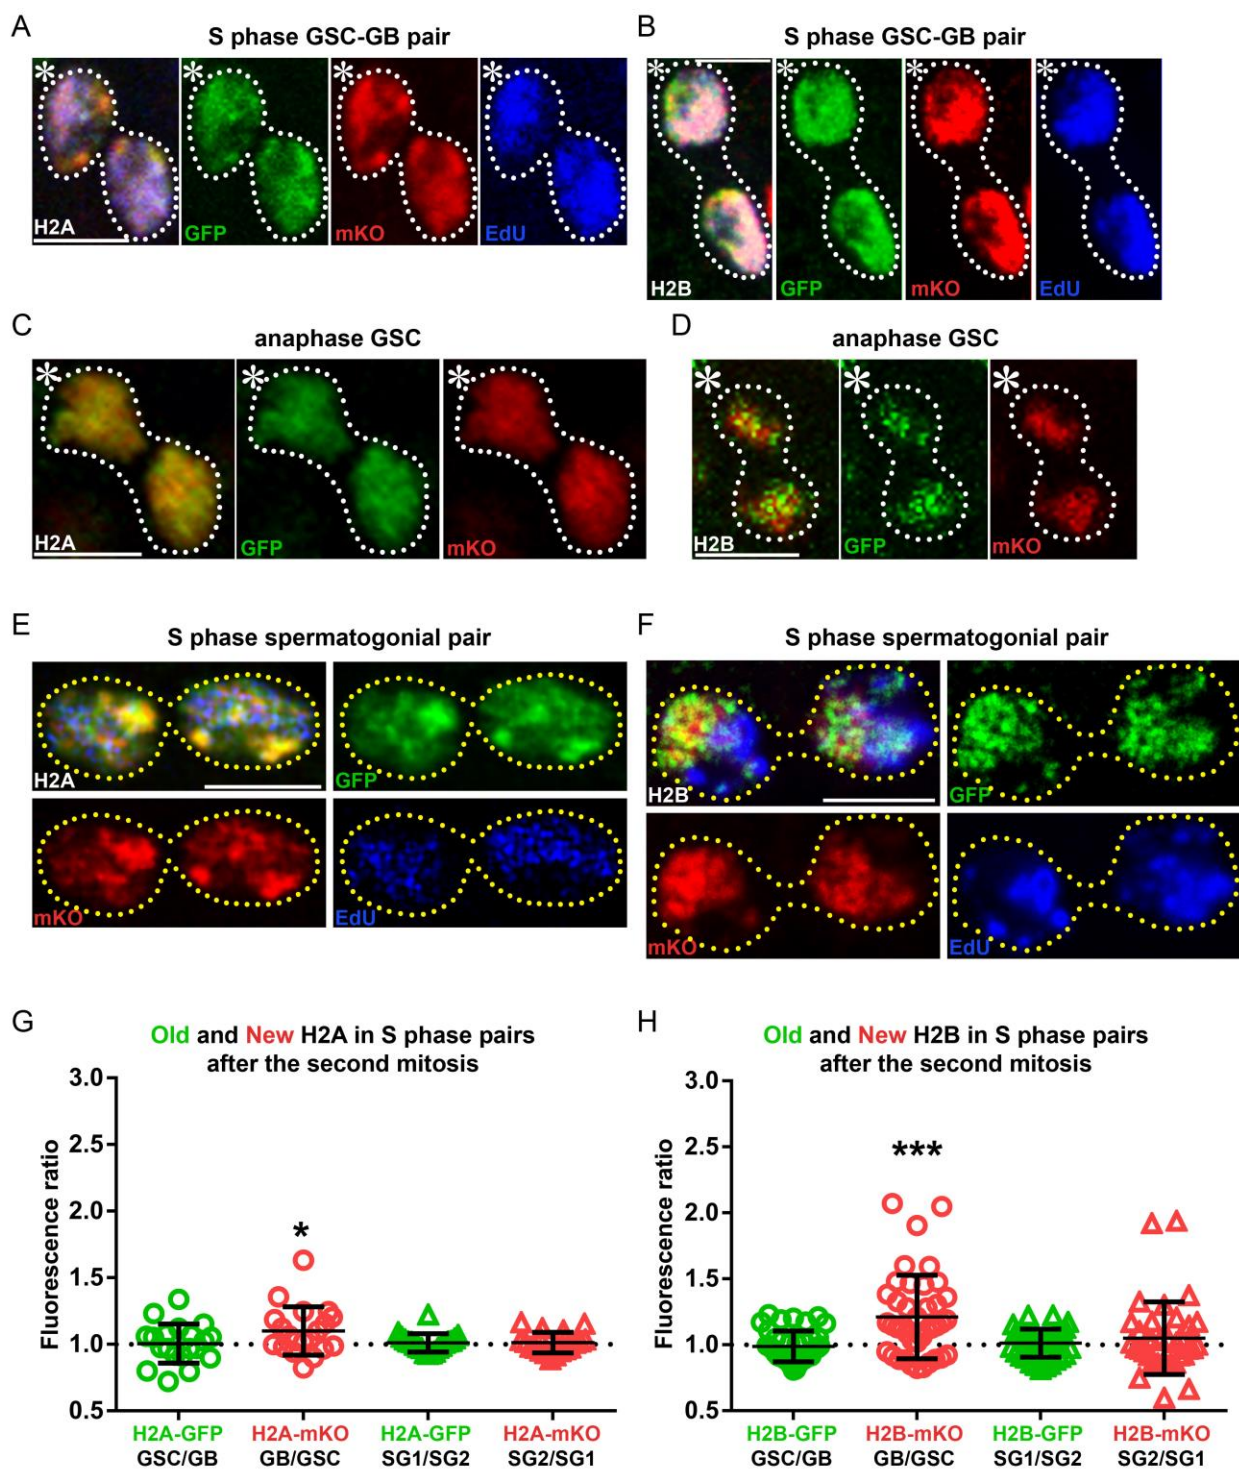 A
S phase GSC-GB pair
*
*
*
H2A
GFP
mKO
EdU
B
S phase GSC-GB pair
*
*
*
*
H2B
GFP
mKO
EdU
C
anaphase GSC
*
*
*
H2A
GFP
mKO
D
anaphase GSC
*
*
*
H2B
GFP
mKO
E
S phase spermatogonial pair
H2A
GFP
mKO
EdU
F
S phase spermatogonial pair
H2B
GFP
mKO
EdU
G
Old and New H2A in S phase pairs
after the second mitosis
Fluorescence ratio
3.0
2.5
2.0
1.5
1.0
0.5
*
H2A-GFP
GSC/GB
H2A-mKO
GB/GSC
H2A-GFP
SG1/SG2
H2A-mKO
SG2/SG1
H
Old and New H2B in S phase pairs
after the second mitosis
Fluorescence ratio
3.0
2.5
2.0
1.5
1.0
0.5
***
H2B-GFP
GSC/GB
H2B-mKO
GB/GSC
H2B-GFP
SG1/SG2
H2B-mKO
SG2/SG1